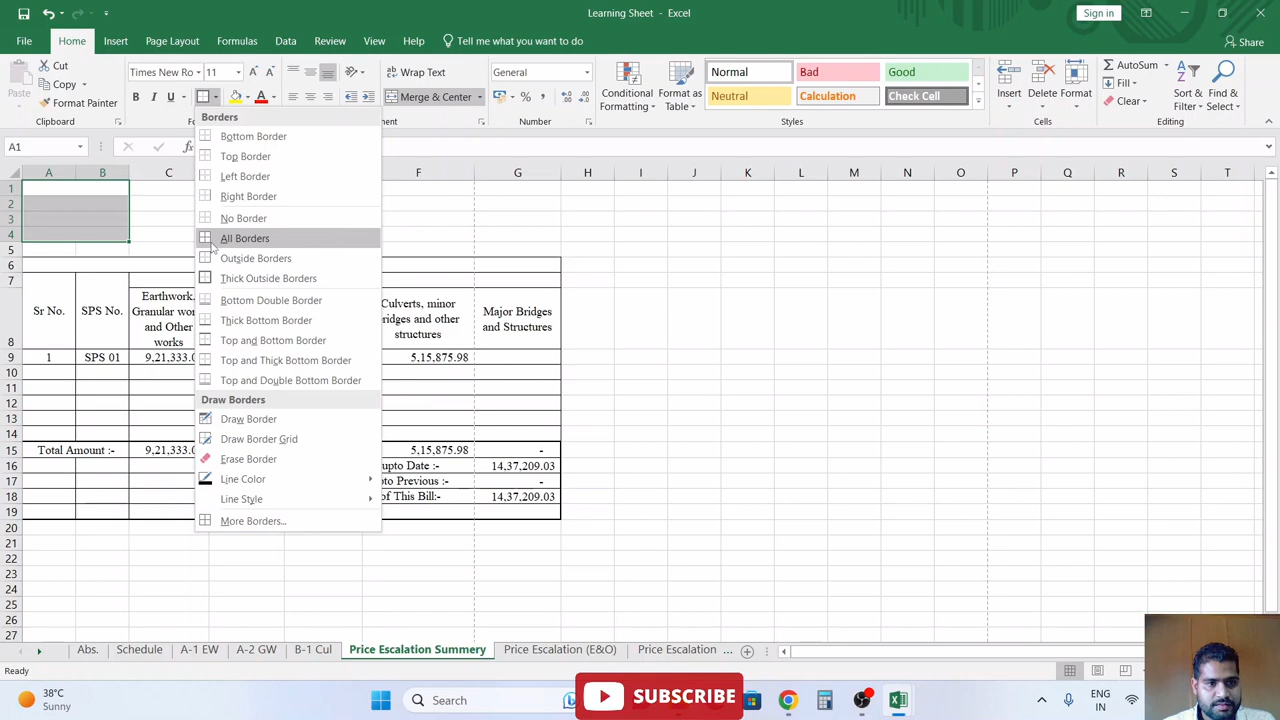 Learning Sheet - Excel
Sign in
File Home Insert Page Layout Formulas Data Review View Help Tell me what you want to do
Share
Paste
Cut
Copy
Format Painter
Clipboard
Times New Ro 11
B I U
Wrap Text
Merge & Center
General
Number
Conditional Formatting
Format as Table
Normal Bad Good
Neutral Calculation Check Cell
Styles
Insert Delete Format
Cells
AutoSum
Fill
Clear
Sort & Filter
Find & Select
Editing
A1
fx
Borders
Bottom Border
Top Border
Left Border
Right Border
No Border
All Borders
Outside Borders
Thick Outside Borders
Bottom Double Border
Thick Bottom Border
Top and Bottom Border
Top and Thick Bottom Border
Top and Double Bottom Border
Draw Borders
Draw Border
Draw Border Grid
Erase Border
Line Color
Line Style
More Borders...
A B C F G H I J K L M N O P Q R S T
1
2
3
4
5
6
7
8 Sr No. SPS No. Earthwork, Granular and Other works Culverts, minor and other structures Major Bridges and Structures
9 1 SPS 01 9,21,333. 5,15,875.98
10
11
12
13
14
15 Total Amount :- 9,21,333. 5,15,875.98 -
16 upto Date :- 14,37,209.03
17 Previous :- -
18 of This Bill:- 14,37,209.03
19
20
21
22
23
24
25
26
27
Abs. Schedule A-1 EW A-2 GW B-1 Cul Price Escalation Summery Price Escalation (E&O) Price Escalation ...
Ready
38°C
Sunny
Search
SUBSCRIBE
ENG
IN